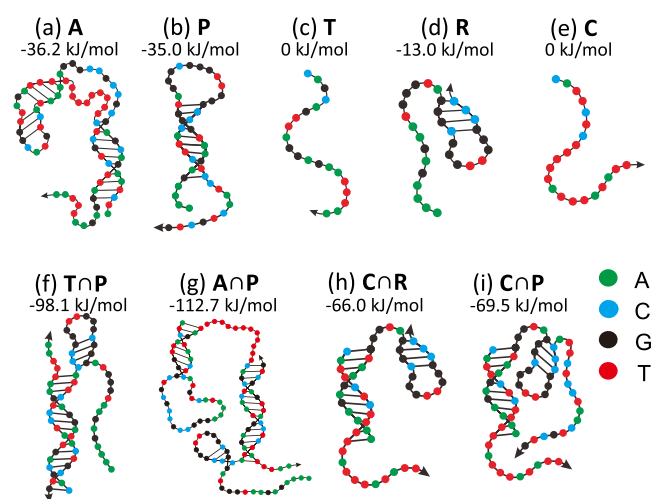 (a) A (b) P (c) T (d) R (e) C
-36.2 kJ/mol -35.0 kJ/mol 0 kJ/mol -13.0 kJ/mol 0 kJ/mol
(f) T∩P (g) A∩P (h) C∩R (i) C∩P
-98.1 kJ/mol -112.7 kJ/mol -66.0 kJ/mol -69.5 kJ/mol
A
C
G
T